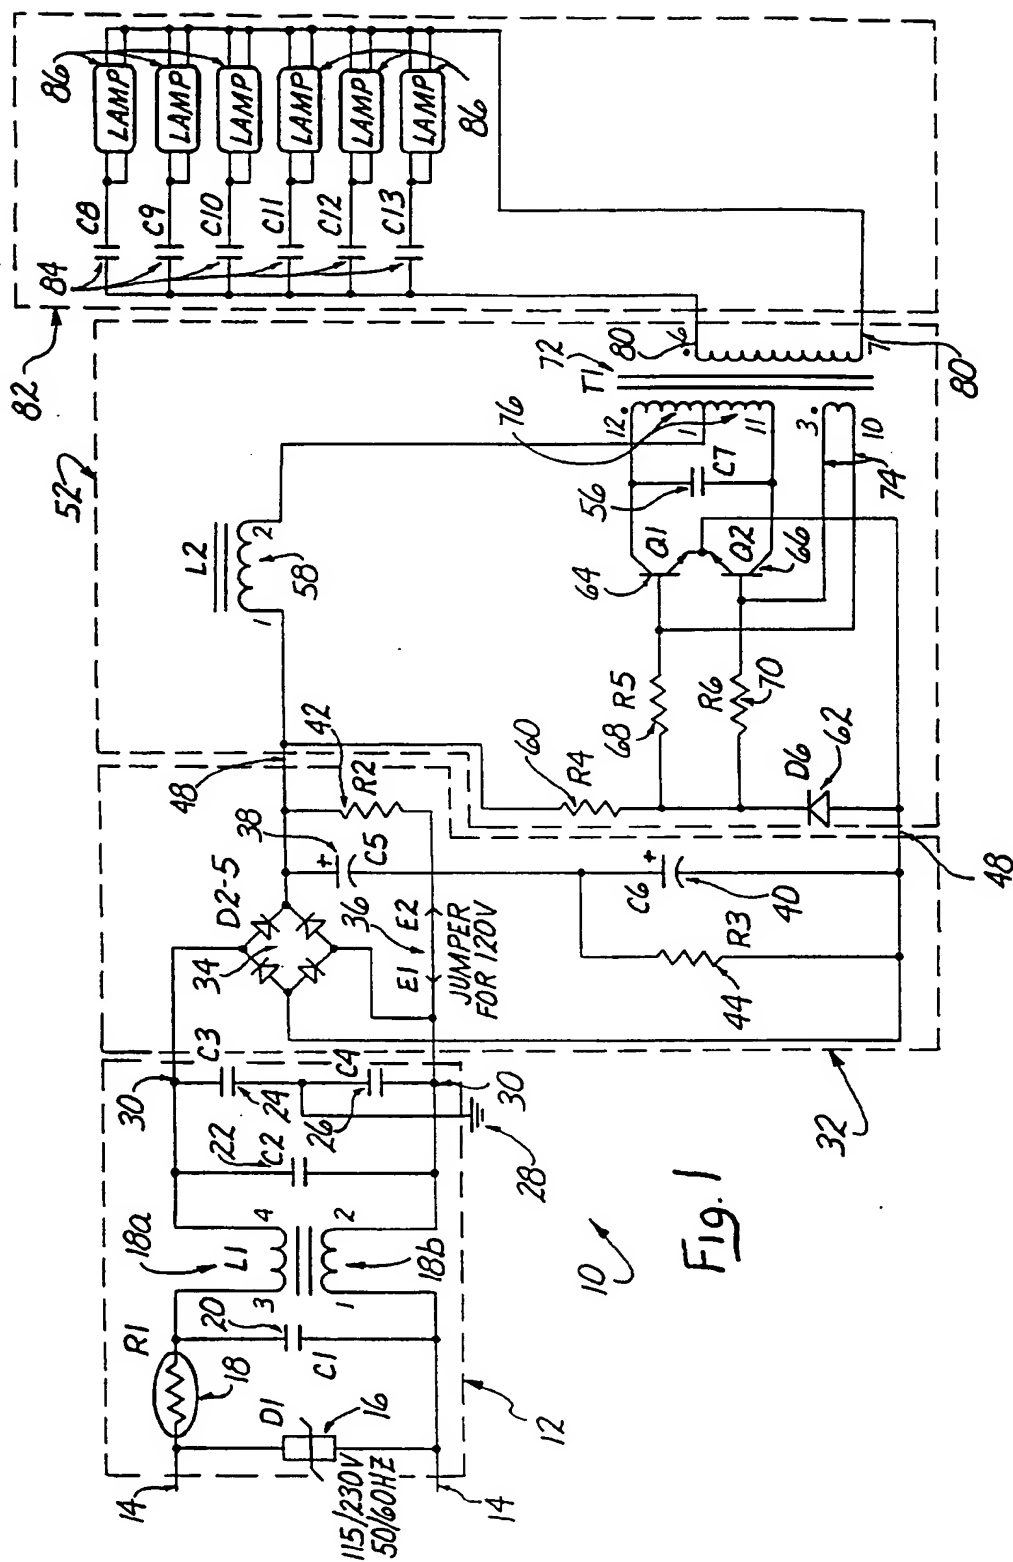 14
14
115/230V
50/60HZ
D1
16
R1
18
12
20
C1
18a
L1
3
4
1
2
18b
22
C2
30
C3
24
26
C4
30
28
10
Fig. 1
32
34
D2-5
36
E1
E2
JUMPER
FOR 120V
38
+
C5
42
R2
48
44
R3
C6
+
40
48
52
L2
1
2
58
60
R4
68
R5
R6
70
D6
62
64
Q1
Q2
66
56
C7
76
12
1
11
3
10
74
T1
72
80
6
7
80
82
84
C8
C9
C10
C11
C12
C13
86
LAMP
LAMP
LAMP
LAMP
LAMP
LAMP
86